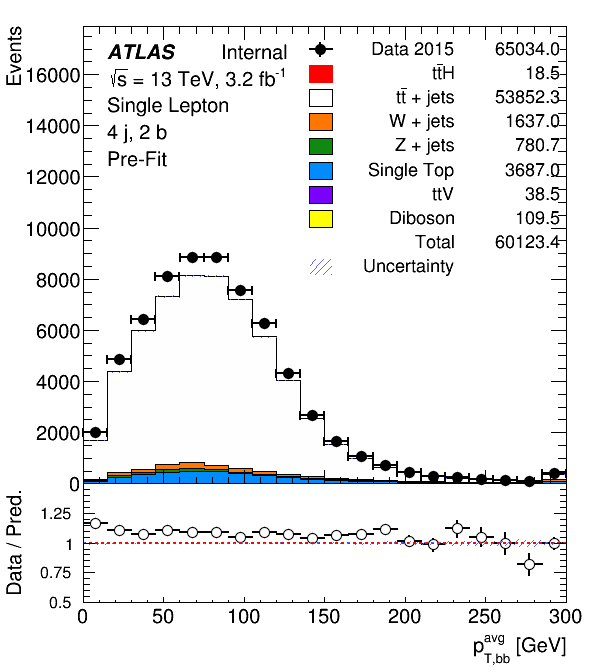 Events
ATLAS Internal
√s = 13 TeV, 3.2 fb⁻¹
Single Lepton
4 j, 2 b
Pre-Fit
Data 2015 65034.0
tt̄H 18.5
tt̄ + jets 53852.3
W + jets 1637.0
Z + jets 780.7
Single Top 3687.0
ttV 38.5
Diboson 109.5
Total 60123.4
Uncertainty
16000
14000
12000
10000
8000
6000
4000
2000
0
Data / Pred.
1.25
1
0.75
0.5
0 50 100 150 200 250 300
p_{T,bb}^{avg} [GeV]